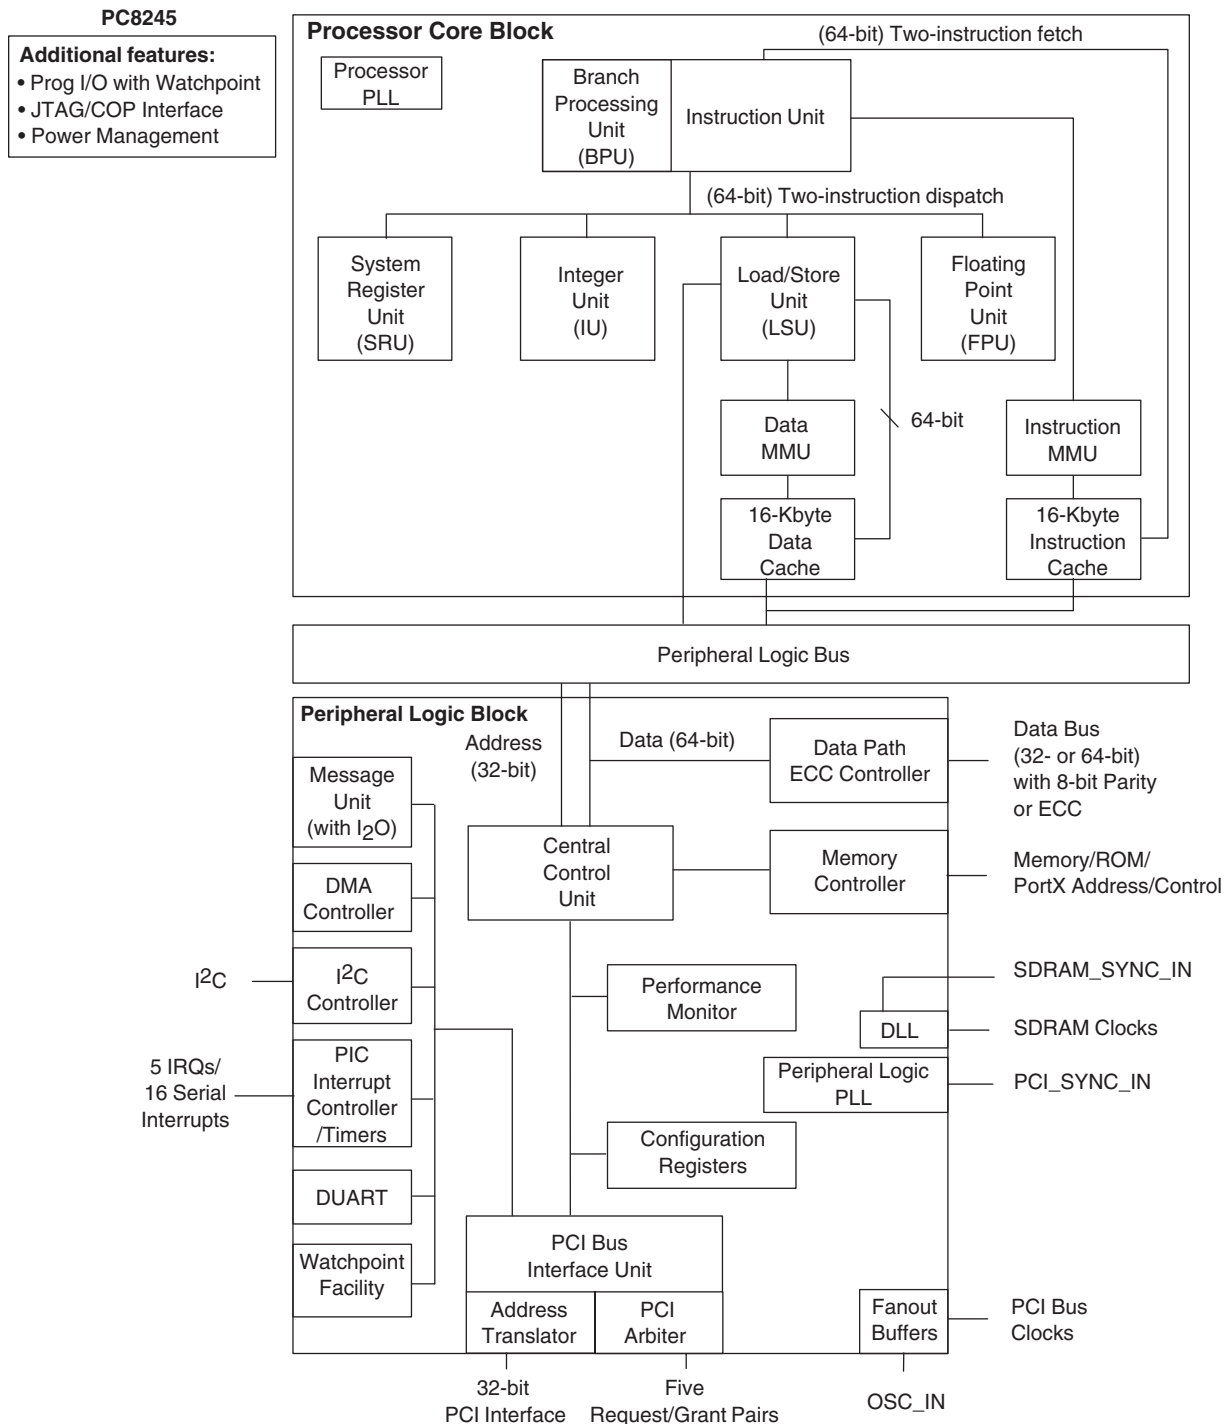 PC8245
Additional features:
• Prog I/O with Watchpoint
• JTAG/COP Interface
• Power Management
Processor Core Block
(64-bit) Two-instruction fetch
Processor
PLL
Branch
Processing
Unit
(BPU)
Instruction Unit
(64-bit) Two-instruction dispatch
System
Register
Unit
(SRU)
Integer
Unit
(IU)
Load/Store
Unit
(LSU)
Floating
Point
Unit
(FPU)
Data
MMU
64-bit
Instruction
MMU
16-Kbyte
Data
Cache
16-Kbyte
Instruction
Cache
Peripheral Logic Bus
Peripheral Logic Block
Address
(32-bit)
Data (64-bit)
Data Path
ECC Controller
Data Bus
(32- or 64-bit)
with 8-bit Parity
or ECC
Message
Unit
(with I2O)
Central
Control
Unit
Memory
Controller
Memory/ROM/
PortX Address/Control
DMA
Controller
I2C
I2C
Controller
Performance
Monitor
SDRAM_SYNC_IN
DLL
SDRAM Clocks
5 IRQs/
16 Serial
Interrupts
PIC
Interrupt
Controller
/Timers
Peripheral Logic
PLL
PCI_SYNC_IN
Configuration
Registers
DUART
Watchpoint
Facility
PCI Bus
Interface Unit
Address
Translator
PCI
Arbiter
Fanout
Buffers
PCI Bus
Clocks
32-bit
PCI Interface
Five
Request/Grant Pairs
OSC_IN